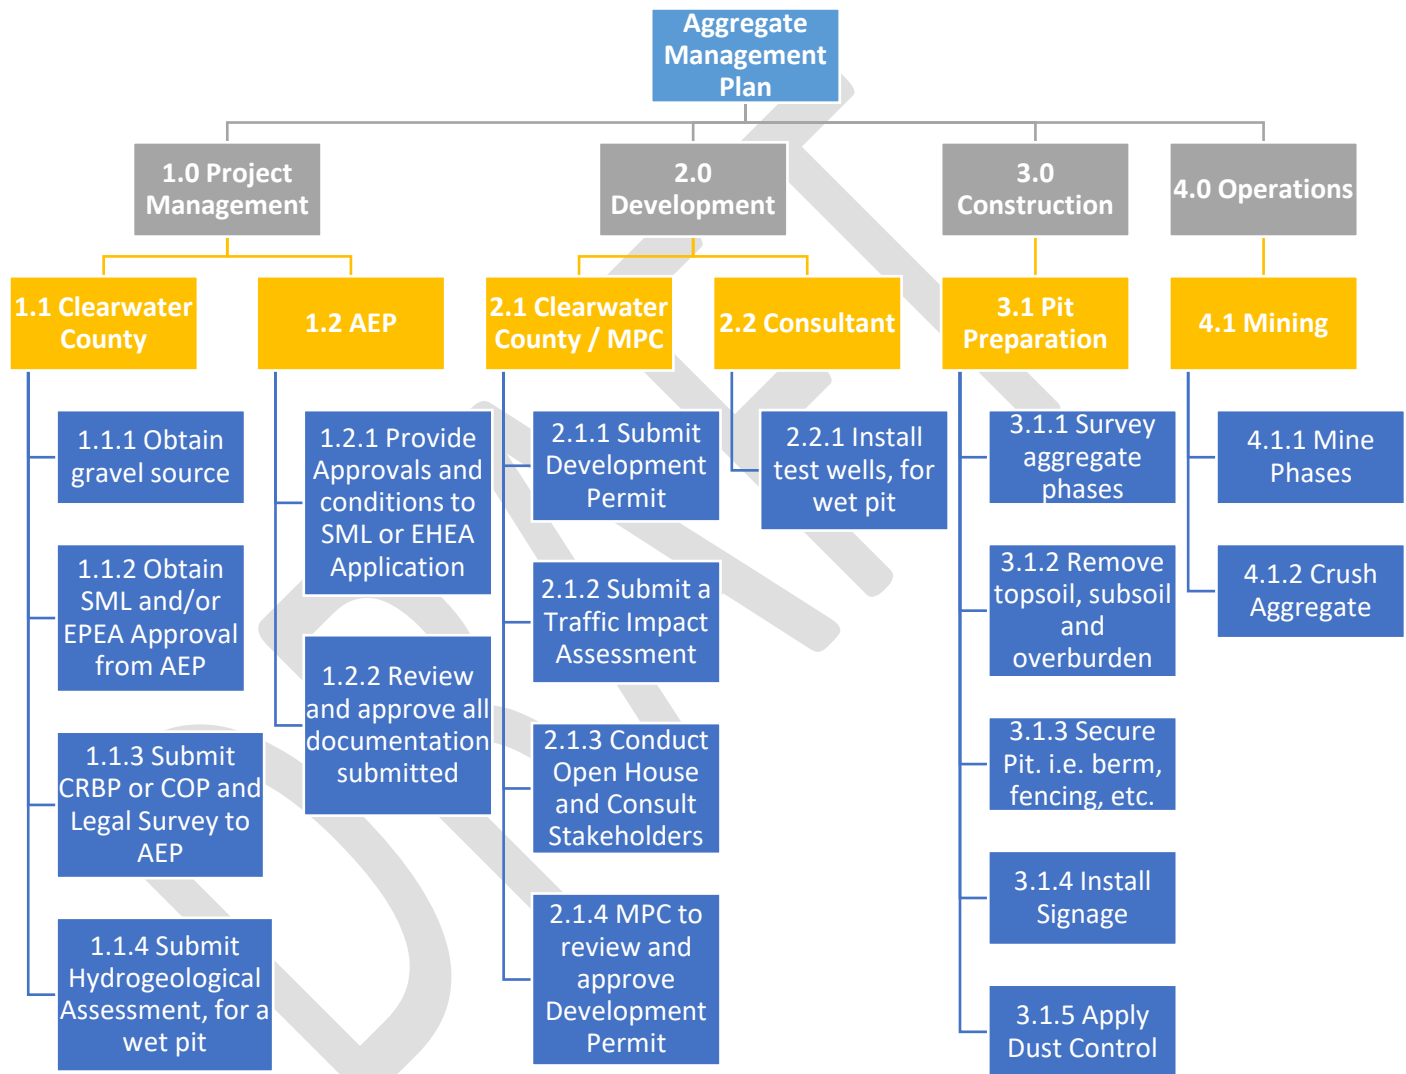 Aggregate
Management
Plan
1.0 Project
Management
2.0
Development
3.0
Construction
4.0 Operations
1.1 Clearwater
County
1.2 AEP
2.1 Clearwater
County / MPC
2.2 Consultant
3.1 Pit
Preparation
4.1 Mining
1.1.1 Obtain
gravel source
1.1.2 Obtain
SML and/or
EPEA Approval
from AEP
1.1.3 Submit
CRBP or COP and
Legal Survey to
AEP
1.1.4 Submit
Hydrogeological
Assessment, for a
wet pit
1.2.1 Provide
Approvals and
conditions to
SML or EHEA
Application
1.2.2 Review
and approve all
documentation
submitted
2.1.1 Submit
Development
Permit
2.1.2 Submit a
Traffic Impact
Assessment
2.1.3 Conduct
Open House
and Consult
Stakeholders
2.1.4 MPC to
review and
approve
Development
Permit
2.2.1 Install
test wells, for
wet pit
3.1.1 Survey
aggregate
phases
3.1.2 Remove
topsoil, subsoil
and
overburden
3.1.3 Secure
Pit. i.e. berm,
fencing, etc.
3.1.4 Install
Signage
3.1.5 Apply
Dust Control
4.1.1 Mine
Phases
4.1.2 Crush
Aggregate
DRAFT